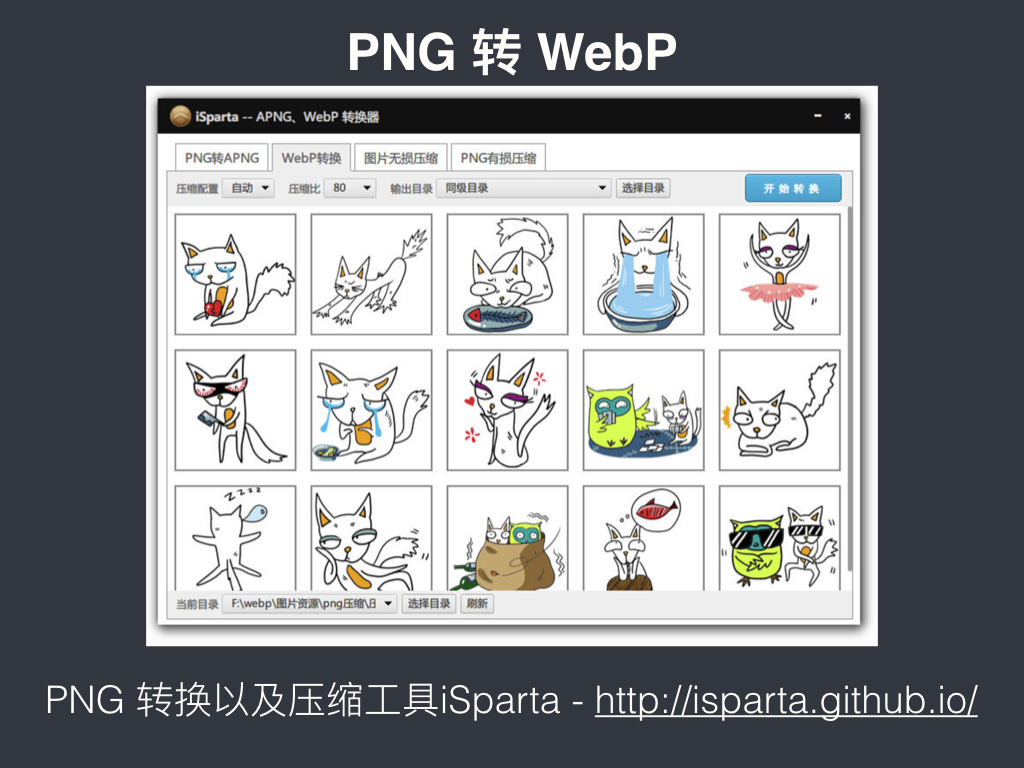 PNG 转 WebP
iSparta -- APNG、WebP 转换器
PNG转APNG WebP转换 图片无损压缩 PNG有损压缩
压缩配置 自动 压缩比 80 输出目录 同级目录 选择目录 开始转换
z z z z
当前目录 F:\webp\图片资源\png压缩\压 选择目录 刷新
PNG 转换以及压缩工具iSparta - http://isparta.github.io/